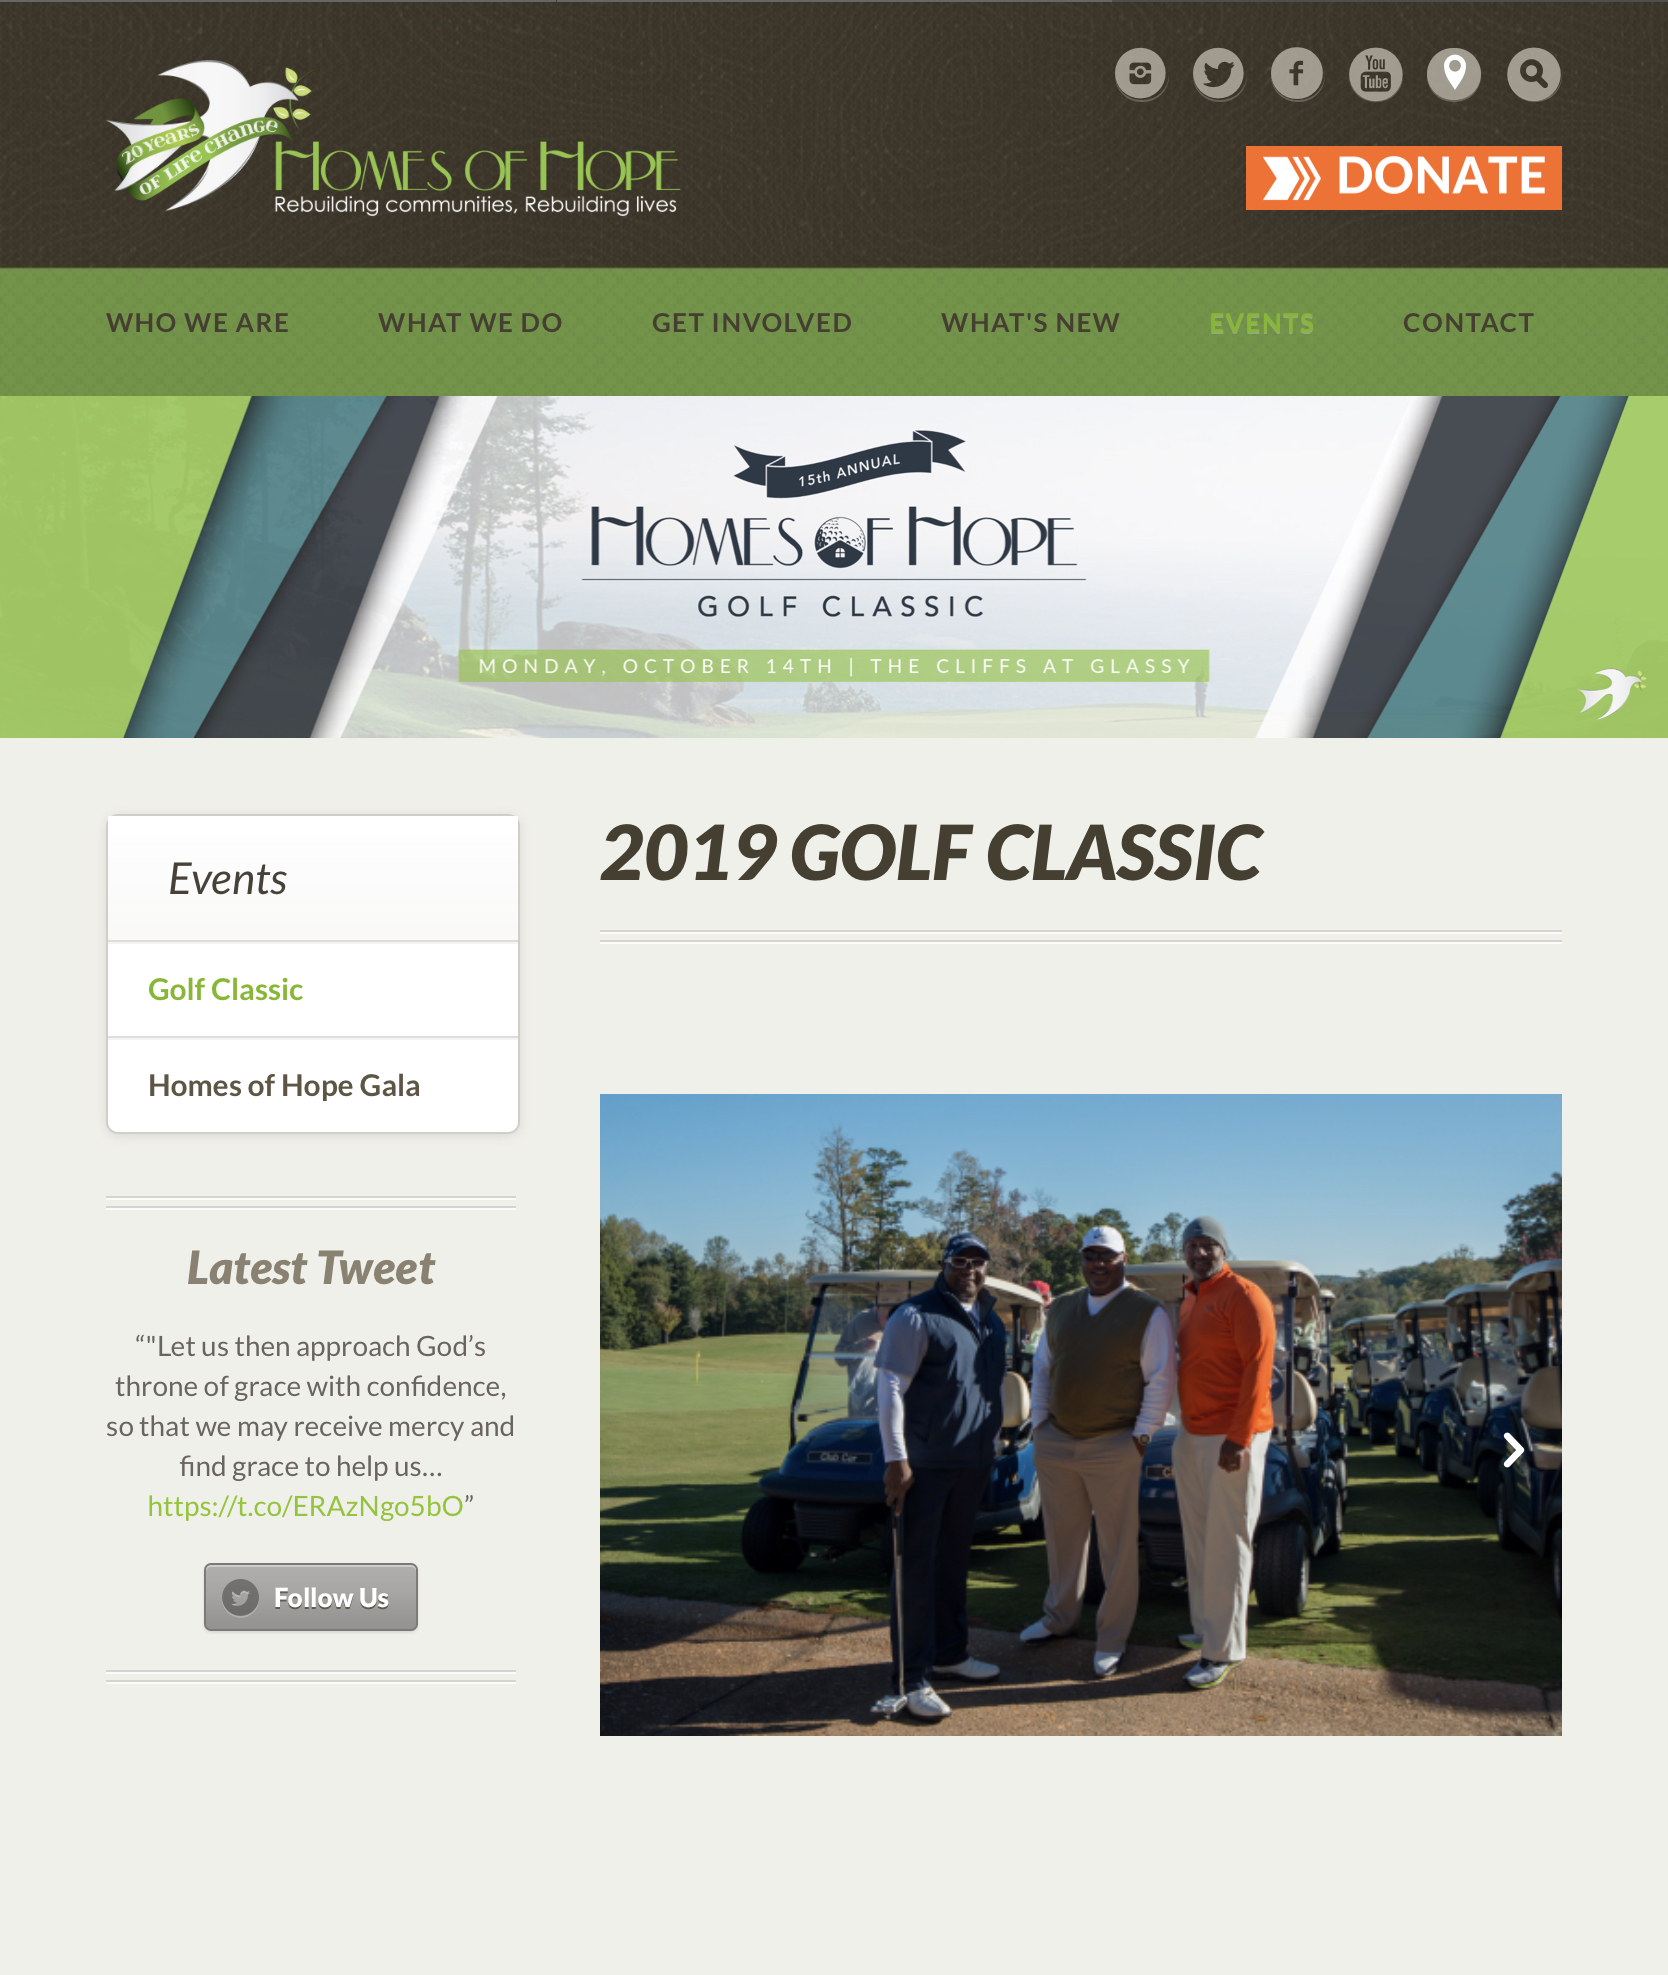 20 YEARS
OF LIFE CHANGE
HOMES OF HOPE
Rebuilding communities, Rebuilding lives
You
Tube
DONATE
WHO WE ARE
WHAT WE DO
GET INVOLVED
WHAT'S NEW
EVENTS
CONTACT
15th ANNUAL
HOMES OF HOPE
GOLF CLASSIC
MONDAY, OCTOBER 14TH | THE CLIFFS AT GLASSY
Events
Golf Classic
Homes of Hope Gala
Latest Tweet
“"Let us then approach God’s
throne of grace with confidence,
so that we may receive mercy and
find grace to help us…
https://t.co/ERAzNgo5bO”
Follow Us
2019 GOLF CLASSIC
Club Car